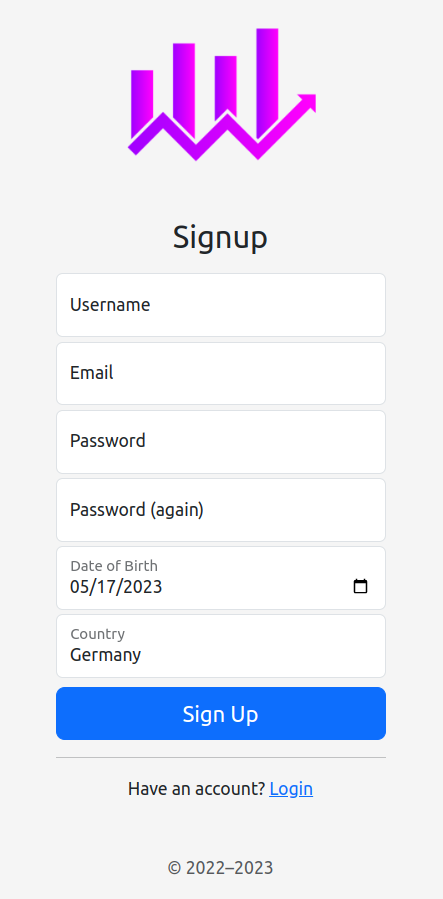 Signup
Username
Email
Password
Password (again)
Date of Birth
05/17/2023
Country
Germany
Sign Up
Have an account? Login
© 2022–2023